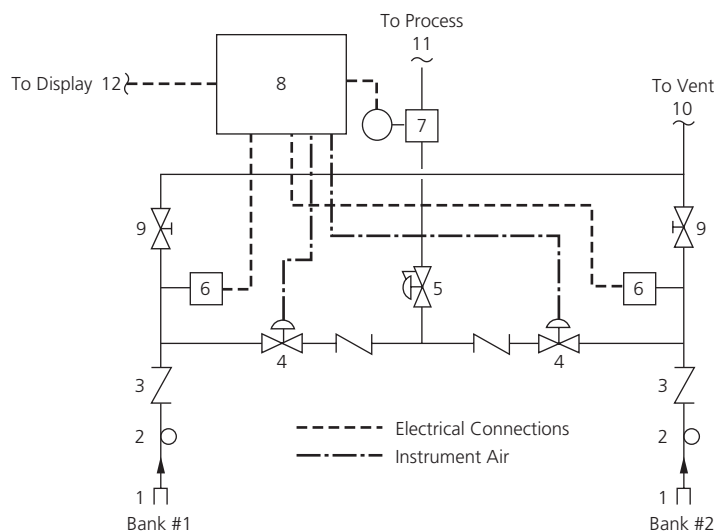 To Process
11
To Display 12
8
7
To Vent
10
9
9
6
5
6
4
4
3
3
2
Electrical Connections
2
Instrument Air
1
1
Bank #1
Bank #2